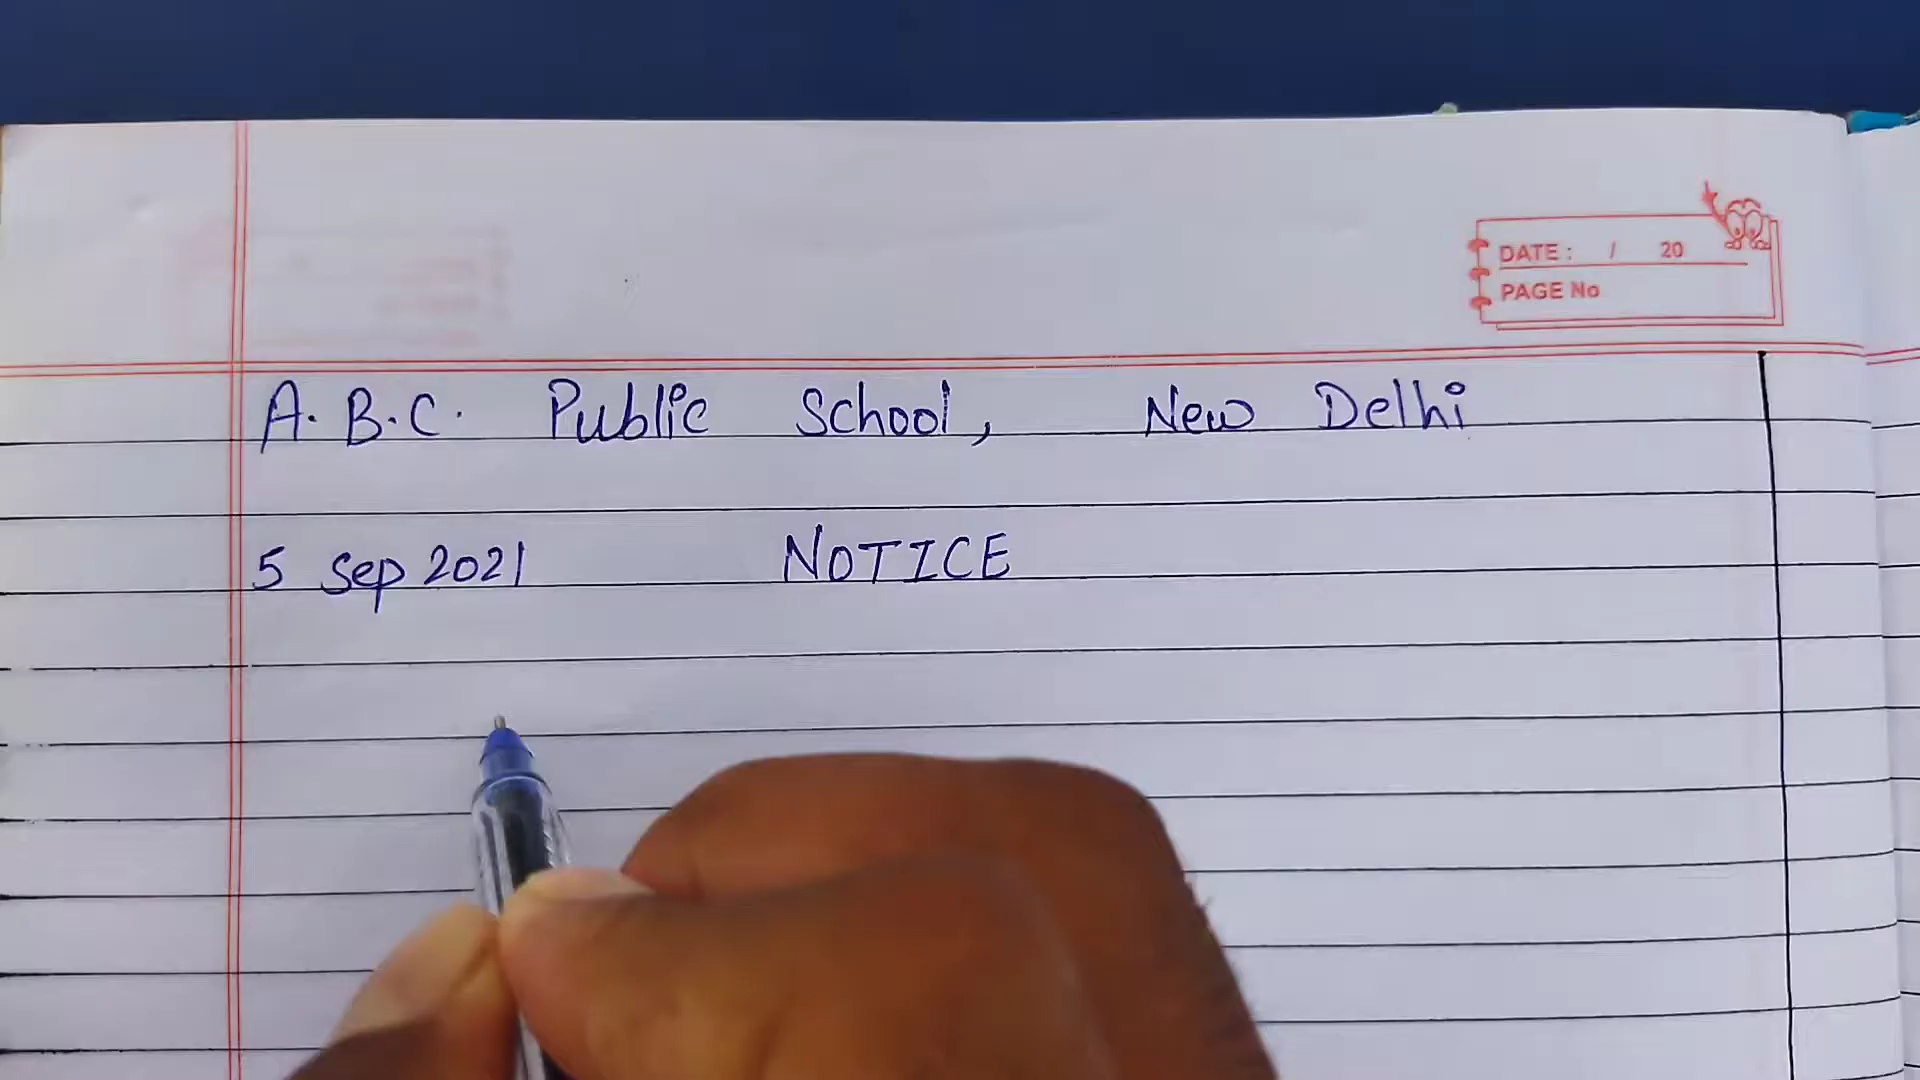 DATE : / 20
PAGE No
A. B.C. Public School, New Delhi
5 Sep 2021 NOTICE